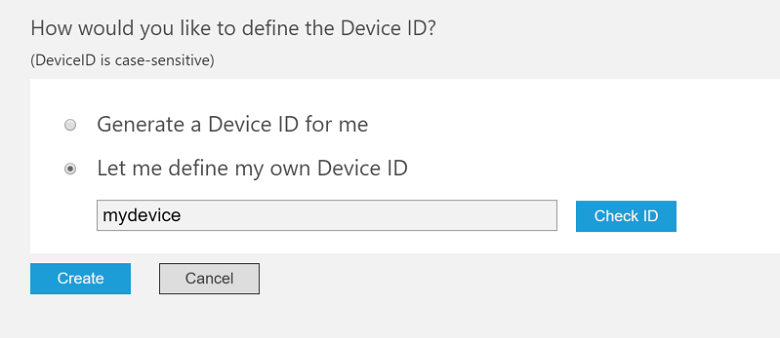 How would you like to define the Device ID?
(DeviceID is case-sensitive)
Generate a Device ID for me
Let me define my own Device ID
mydevice Check ID
Create Cancel